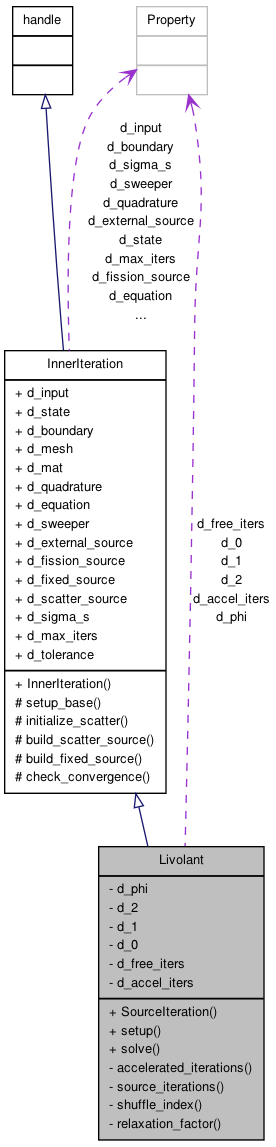 handle
Property
d_input
d_boundary
d_sigma_s
d_sweeper
d_quadrature
d_external_source
d_state
d_max_iters
d_fission_source
d_equation
...
InnerIteration
+ d_input
+ d_state
+ d_boundary
+ d_mesh
+ d_mat
+ d_quadrature
+ d_equation
+ d_sweeper
+ d_external_source
+ d_fission_source
+ d_fixed_source
+ d_scatter_source
+ d_sigma_s
+ d_max_iters
+ d_tolerance
+ InnerIteration()
# setup_base()
# initialize_scatter()
# build_scatter_source()
# build_fixed_source()
# check_convergence()
d_free_iters
d_0
d_1
d_2
d_accel_iters
d_phi
Livolant
- d_phi
- d_2
- d_1
- d_0
- d_free_iters
- d_accel_iters
+ SourceIteration()
+ setup()
+ solve()
- accelerated_iterations()
- source_iterations()
- shuffle_index()
- relaxation_factor()